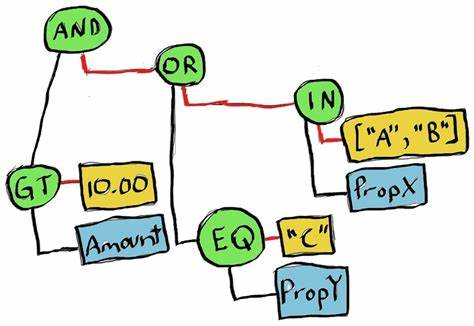 AND
OR
IN
["A", "B"]
GT
10.00
PropX
Amount
EQ
"C"
PropY